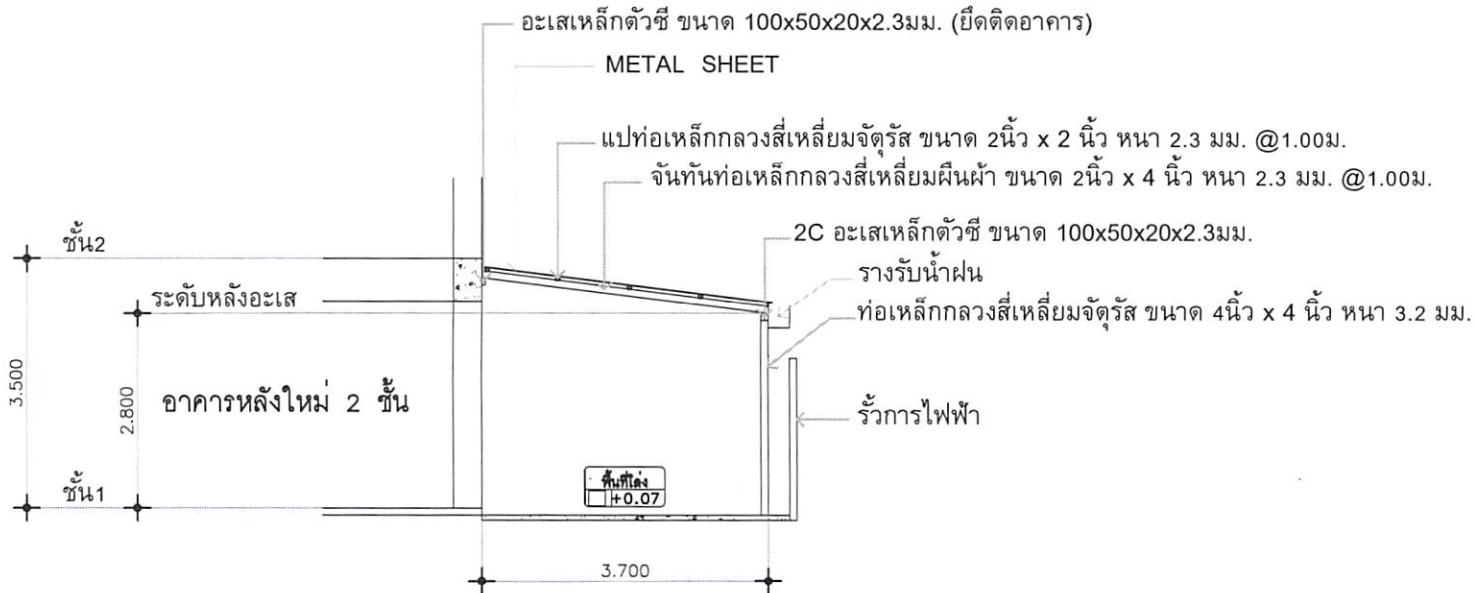 อะเสเหล็กตัวซี ขนาด 100x50x20x2.3มม. (ยึดติดอาคาร)
METAL SHEET
แปท่อเหล็กกลวงสี่เหลี่ยมจัตุรัส ขนาด 2นิ้ว x 2 นิ้ว หนา 2.3 มม. @1.00ม.
จันทันท่อเหล็กกลวงสี่เหลี่ยมผืนผ้า ขนาด 2นิ้ว x 4 นิ้ว หนา 2.3 มม. @1.00ม.
2C อะเสเหล็กตัวซี ขนาด 100x50x20x2.3มม.
ชั้น2
รางรับน้ำฝน
ระดับหลังอะเส
ท่อเหล็กกลวงสี่เหลี่ยมจัตุรัส ขนาด 4นิ้ว x 4 นิ้ว หนา 3.2 มม.
3.500
2.800
อาคารหลังใหม่ 2 ชั้น
รั้วการไฟฟ้า
พื้นที่โล่ง
+0.07
ชั้น1
3.700